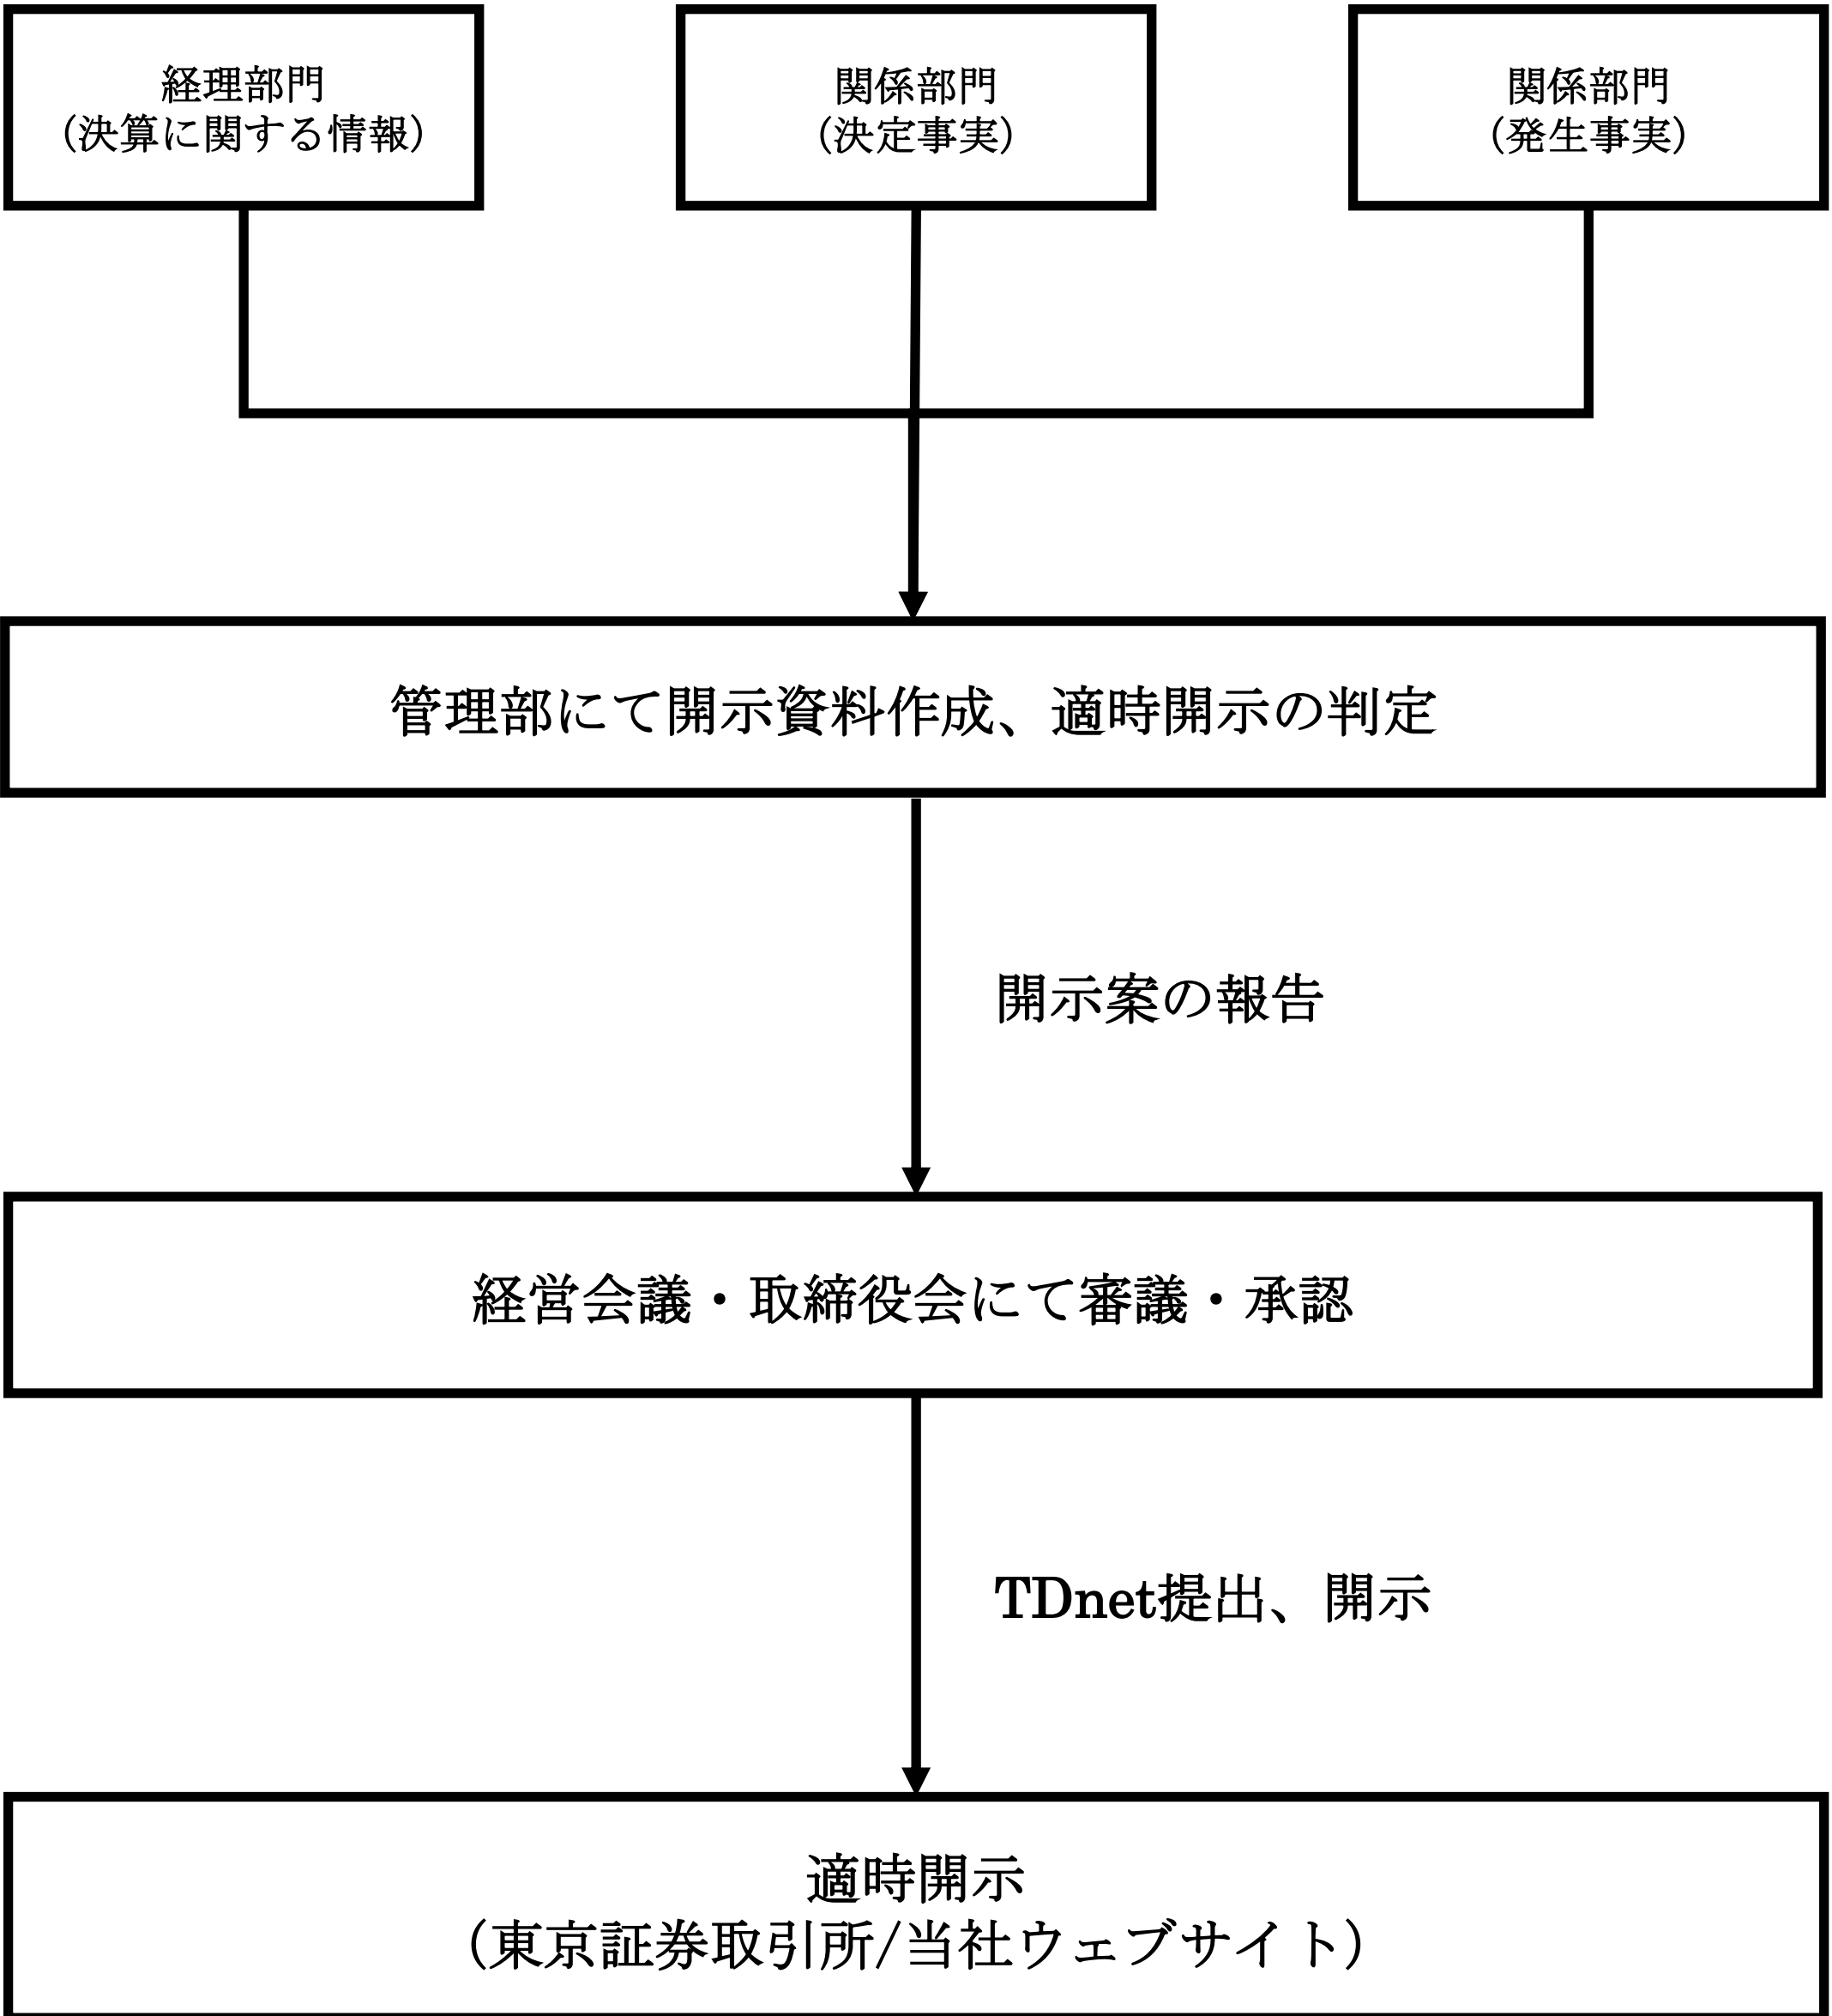 経理部門
（決算に関する情報）
関係部門
（決定事実）
関係部門
（発生事実）
管理部にて開示資料作成、適時開示の判定
開示案の報告
経営会議・取締役会にて審議・承認
TDnet提出、開示
適時開示
（東京証券取引所/当社ウェブサイト）